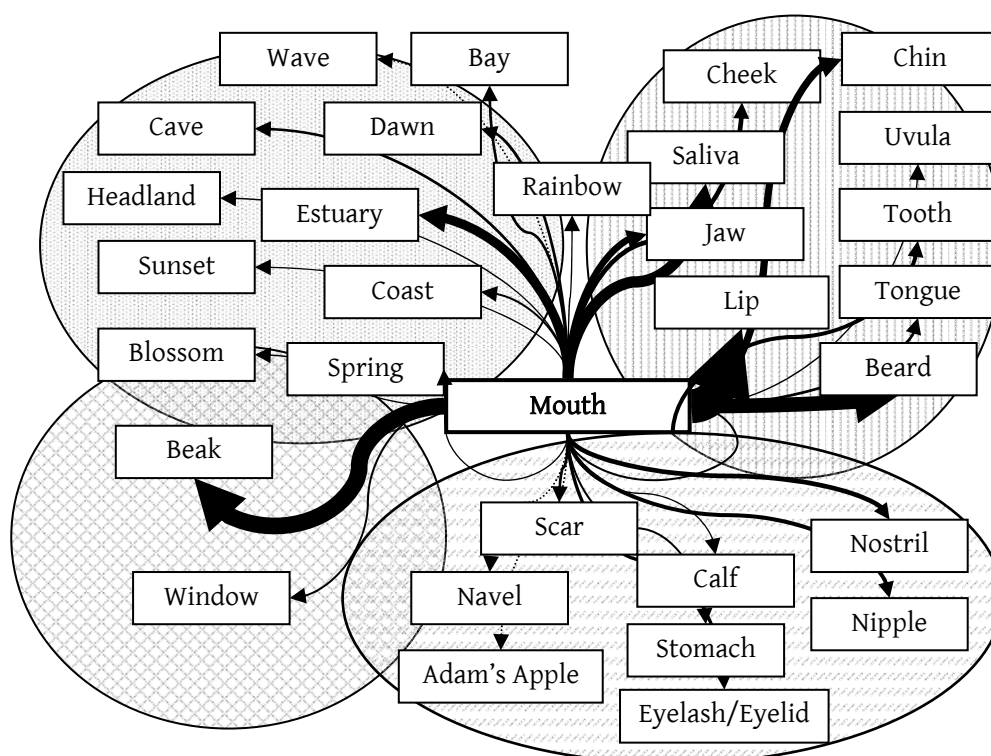 Wave
Bay
Chin
Cheek
Cave
Dawn
Uvula
Saliva
Headland
Rainbow
Estuary
Tooth
Jaw
Sunset
Coast
Lip
Tongue
Blossom
Spring
Beard
Mouth
Beak
Scar
Nostril
Calf
Window
Navel
Nipple
Stomach
Adam's Apple
Eyelash/Eyelid